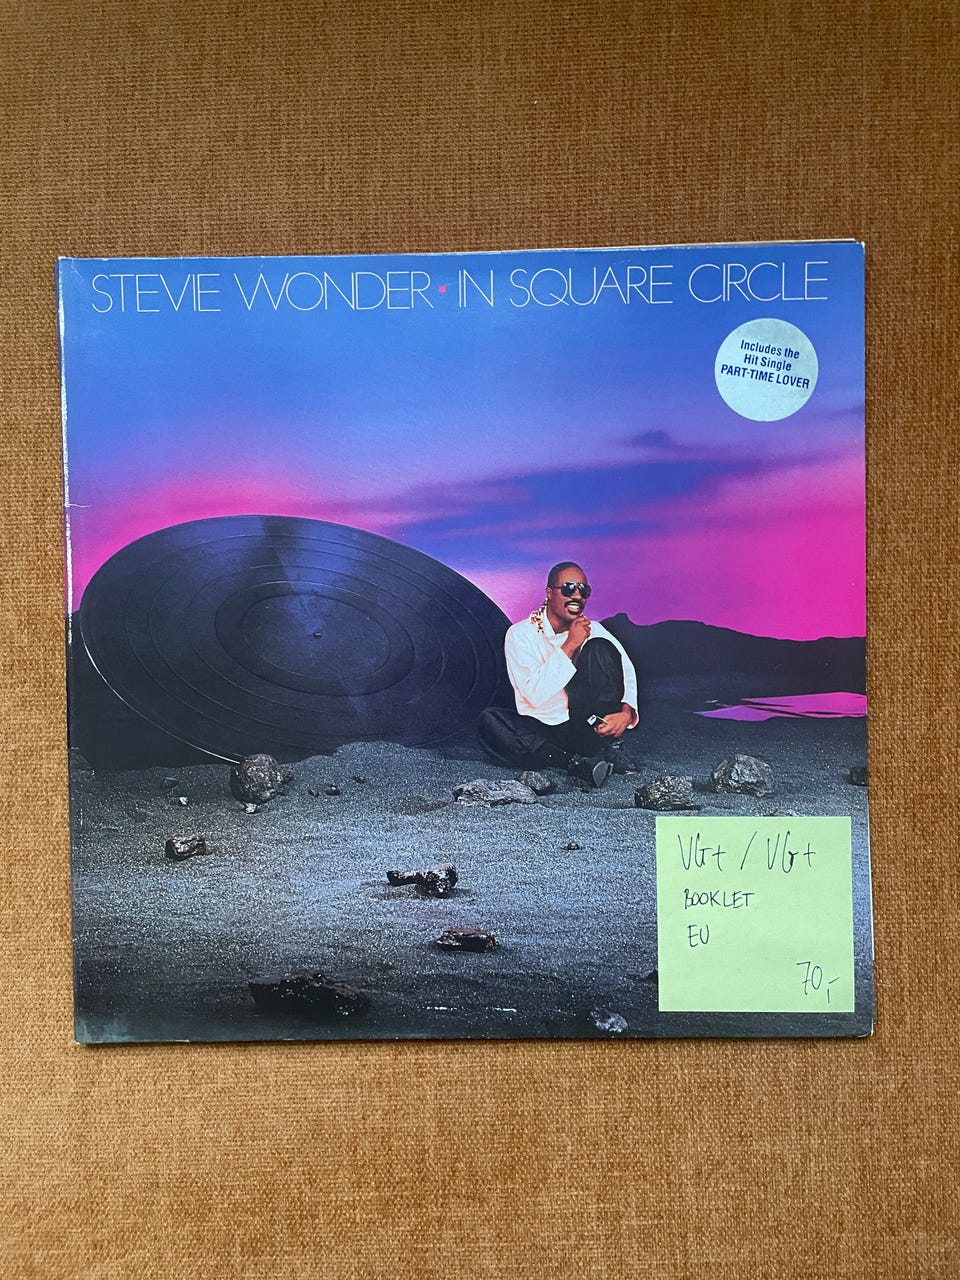 STEVIE WONDER · IN SQUARE CIRCLE
Includes the
Hit Single
PART-TIME LOVER
VG+ / VG+
BOOKLET
EU
70,-